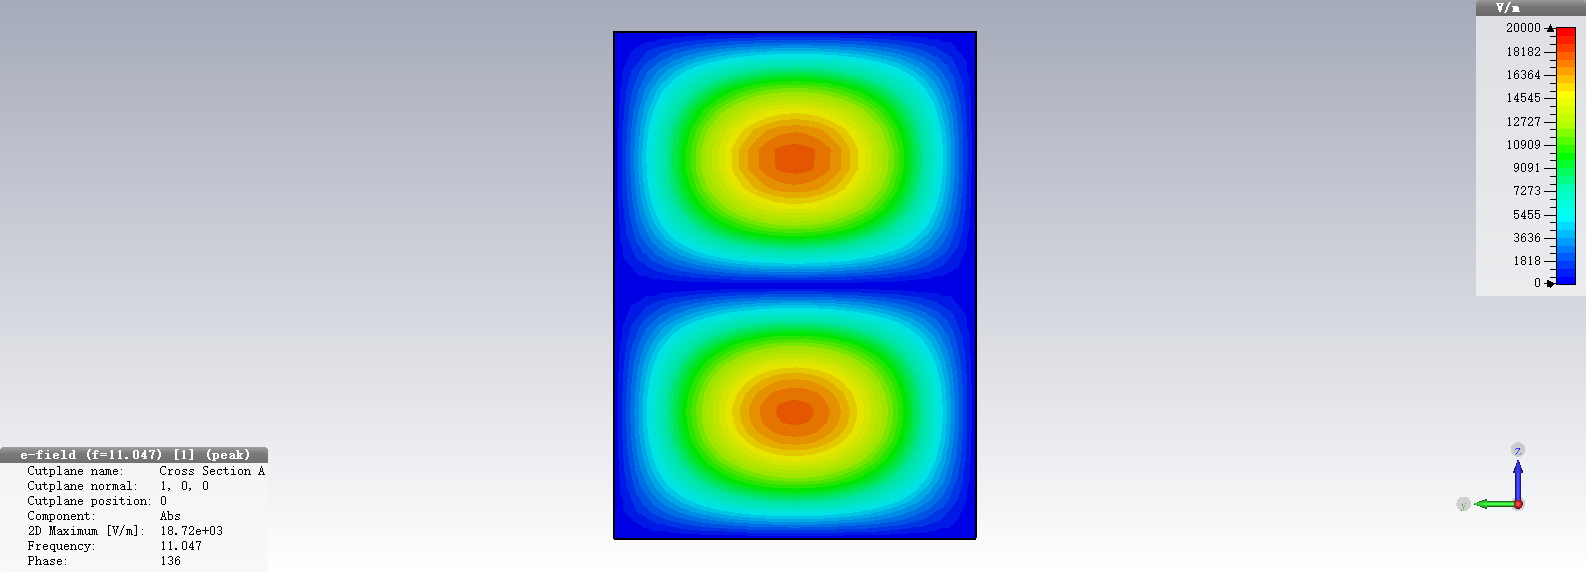 V/m
20000
18182
16364
14545
12727
10909
9091
7273
5455
3636
1818
0
e-field (f=11.047) [1] (peak)
Cutplane name: Cross Section A
Cutplane normal: 1, 0, 0
Cutplane position: 0
Component: Abs
2D Maximum [V/m]: 18.72e+03
Frequency: 11.047
Phase: 136
z
y